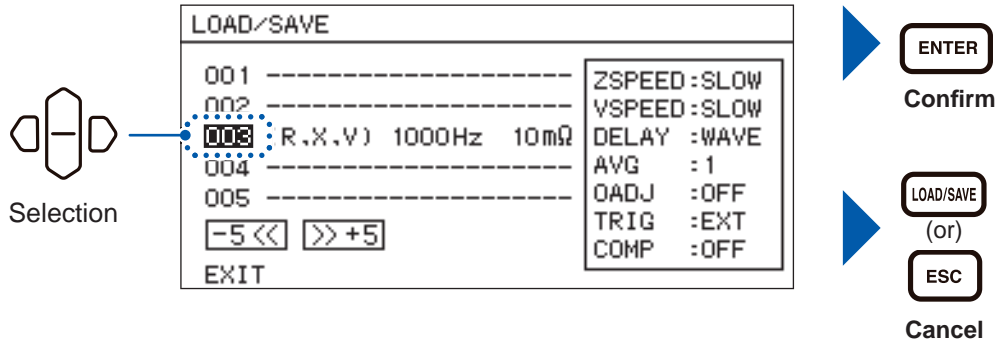 LOAD/SAVE
001 --------------------
002 --------------------
003 (R,X,V) 1000Hz 10mΩ
004 --------------------
005 --------------------
-5 << >> +5
EXIT
ZSPEED:SLOW
VSPEED:SLOW
DELAY :WAVE
AVG :1
OADJ :OFF
TRIG :EXT
COMP :OFF
Selection
ENTER
Confirm
LOAD/SAVE
(or)
ESC
Cancel